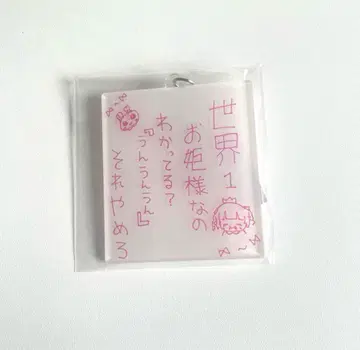 世界1
お姫様なの
わかってる?
『うんうんうん』
それやめろ